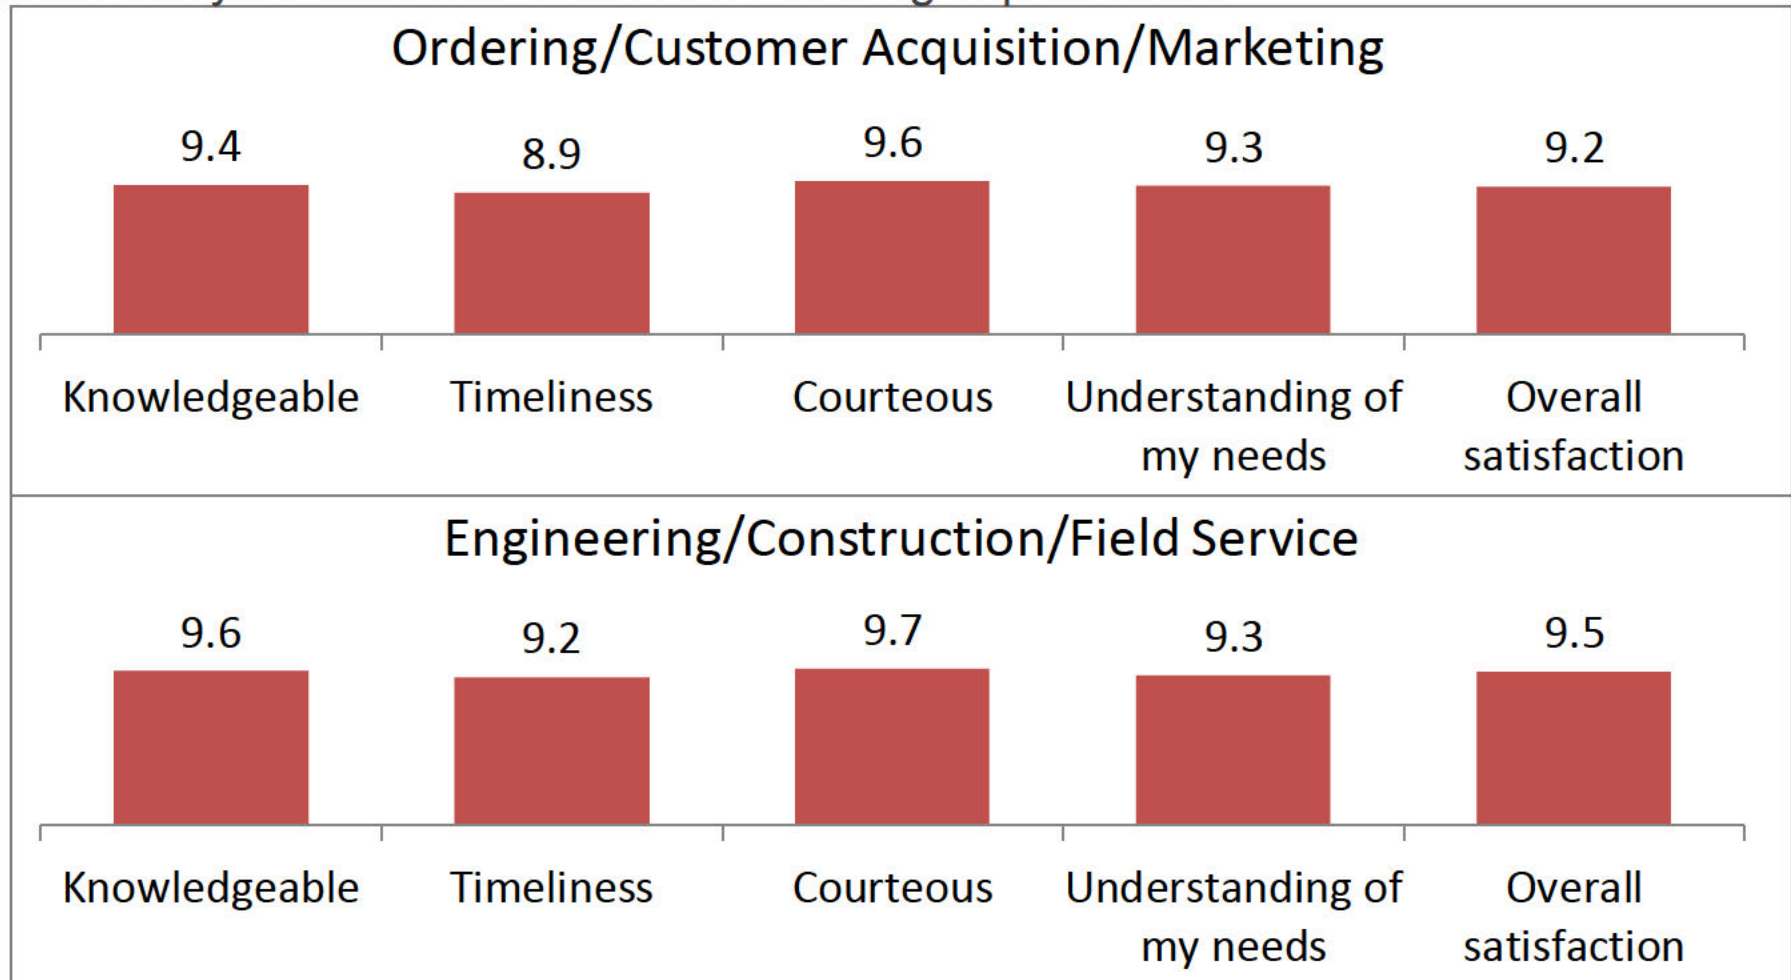 Ordering/Customer Acquisition/Marketing
9.4 8.9 9.6 9.3 9.2
Knowledgeable Timeliness Courteous Understanding of my needs Overall satisfaction
Engineering/Construction/Field Service
9.6 9.2 9.7 9.3 9.5
Knowledgeable Timeliness Courteous Understanding of my needs Overall satisfaction